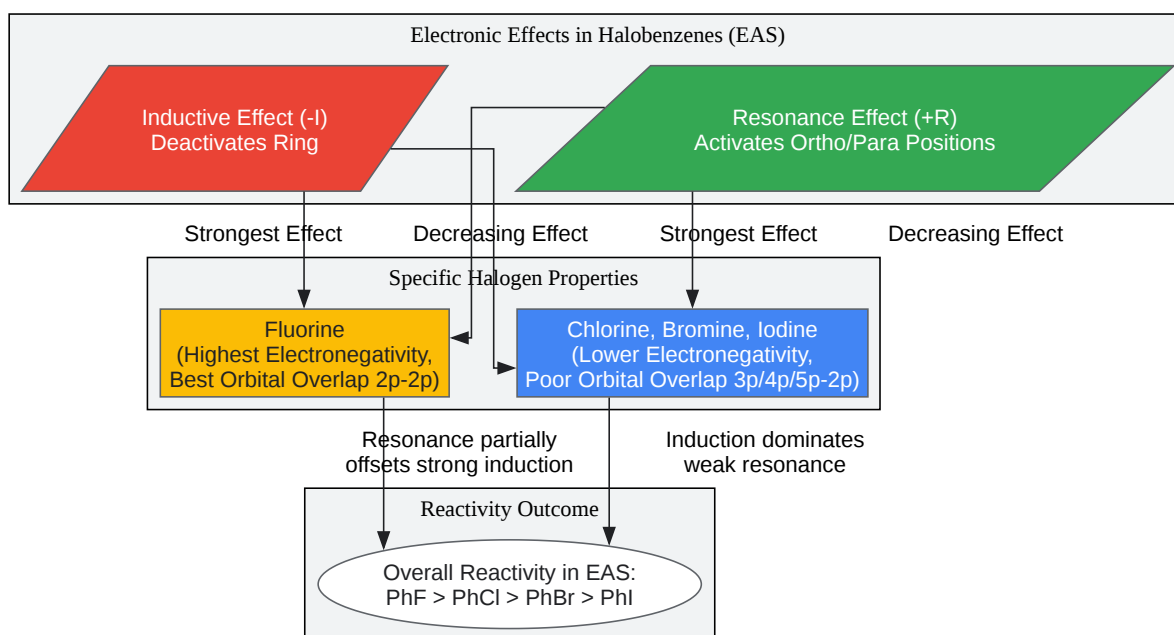 Electronic Effects in Halobenzenes (EAS)
Inductive Effect (-I)
Deactivates Ring
Resonance Effect (+R)
Activates Ortho/Para Positions
Strongest Effect
Decreasing Effect
Strongest Effect
Decreasing Effect
Specific Halogen Properties
Fluorine
(Highest Electronegativity,
Best Orbital Overlap 2p-2p)
Chlorine, Bromine, Iodine
(Lower Electronegativity,
Poor Orbital Overlap 3p/4p/5p-2p)
Resonance partially
offsets strong induction
Induction dominates
weak resonance
Reactivity Outcome
Overall Reactivity in EAS:
PhF > PhCl > PhBr > PhI